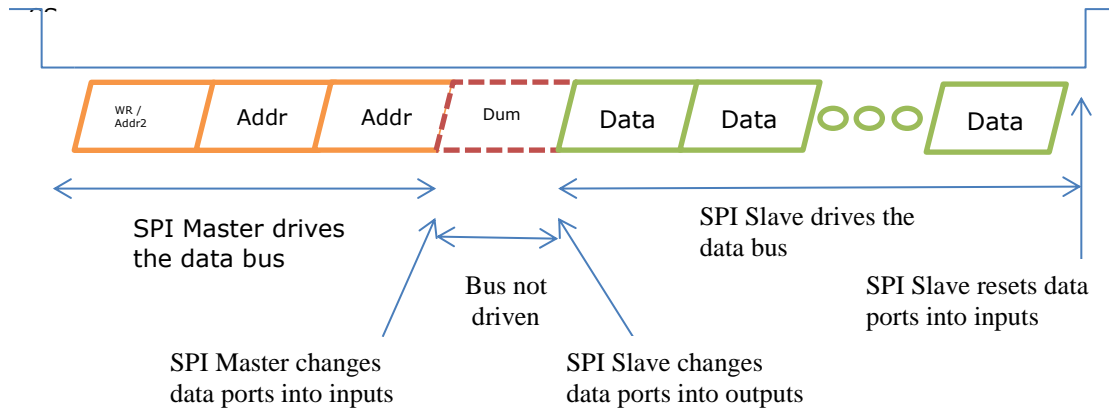 WR /
Addr2
Addr
Addr
Dum
Data
Data
Data
SPI Master drives
the data bus
SPI Slave drives the
data bus
Bus not
driven
SPI Slave resets data
ports into inputs
SPI Master changes
data ports into inputs
SPI Slave changes
data ports into outputs